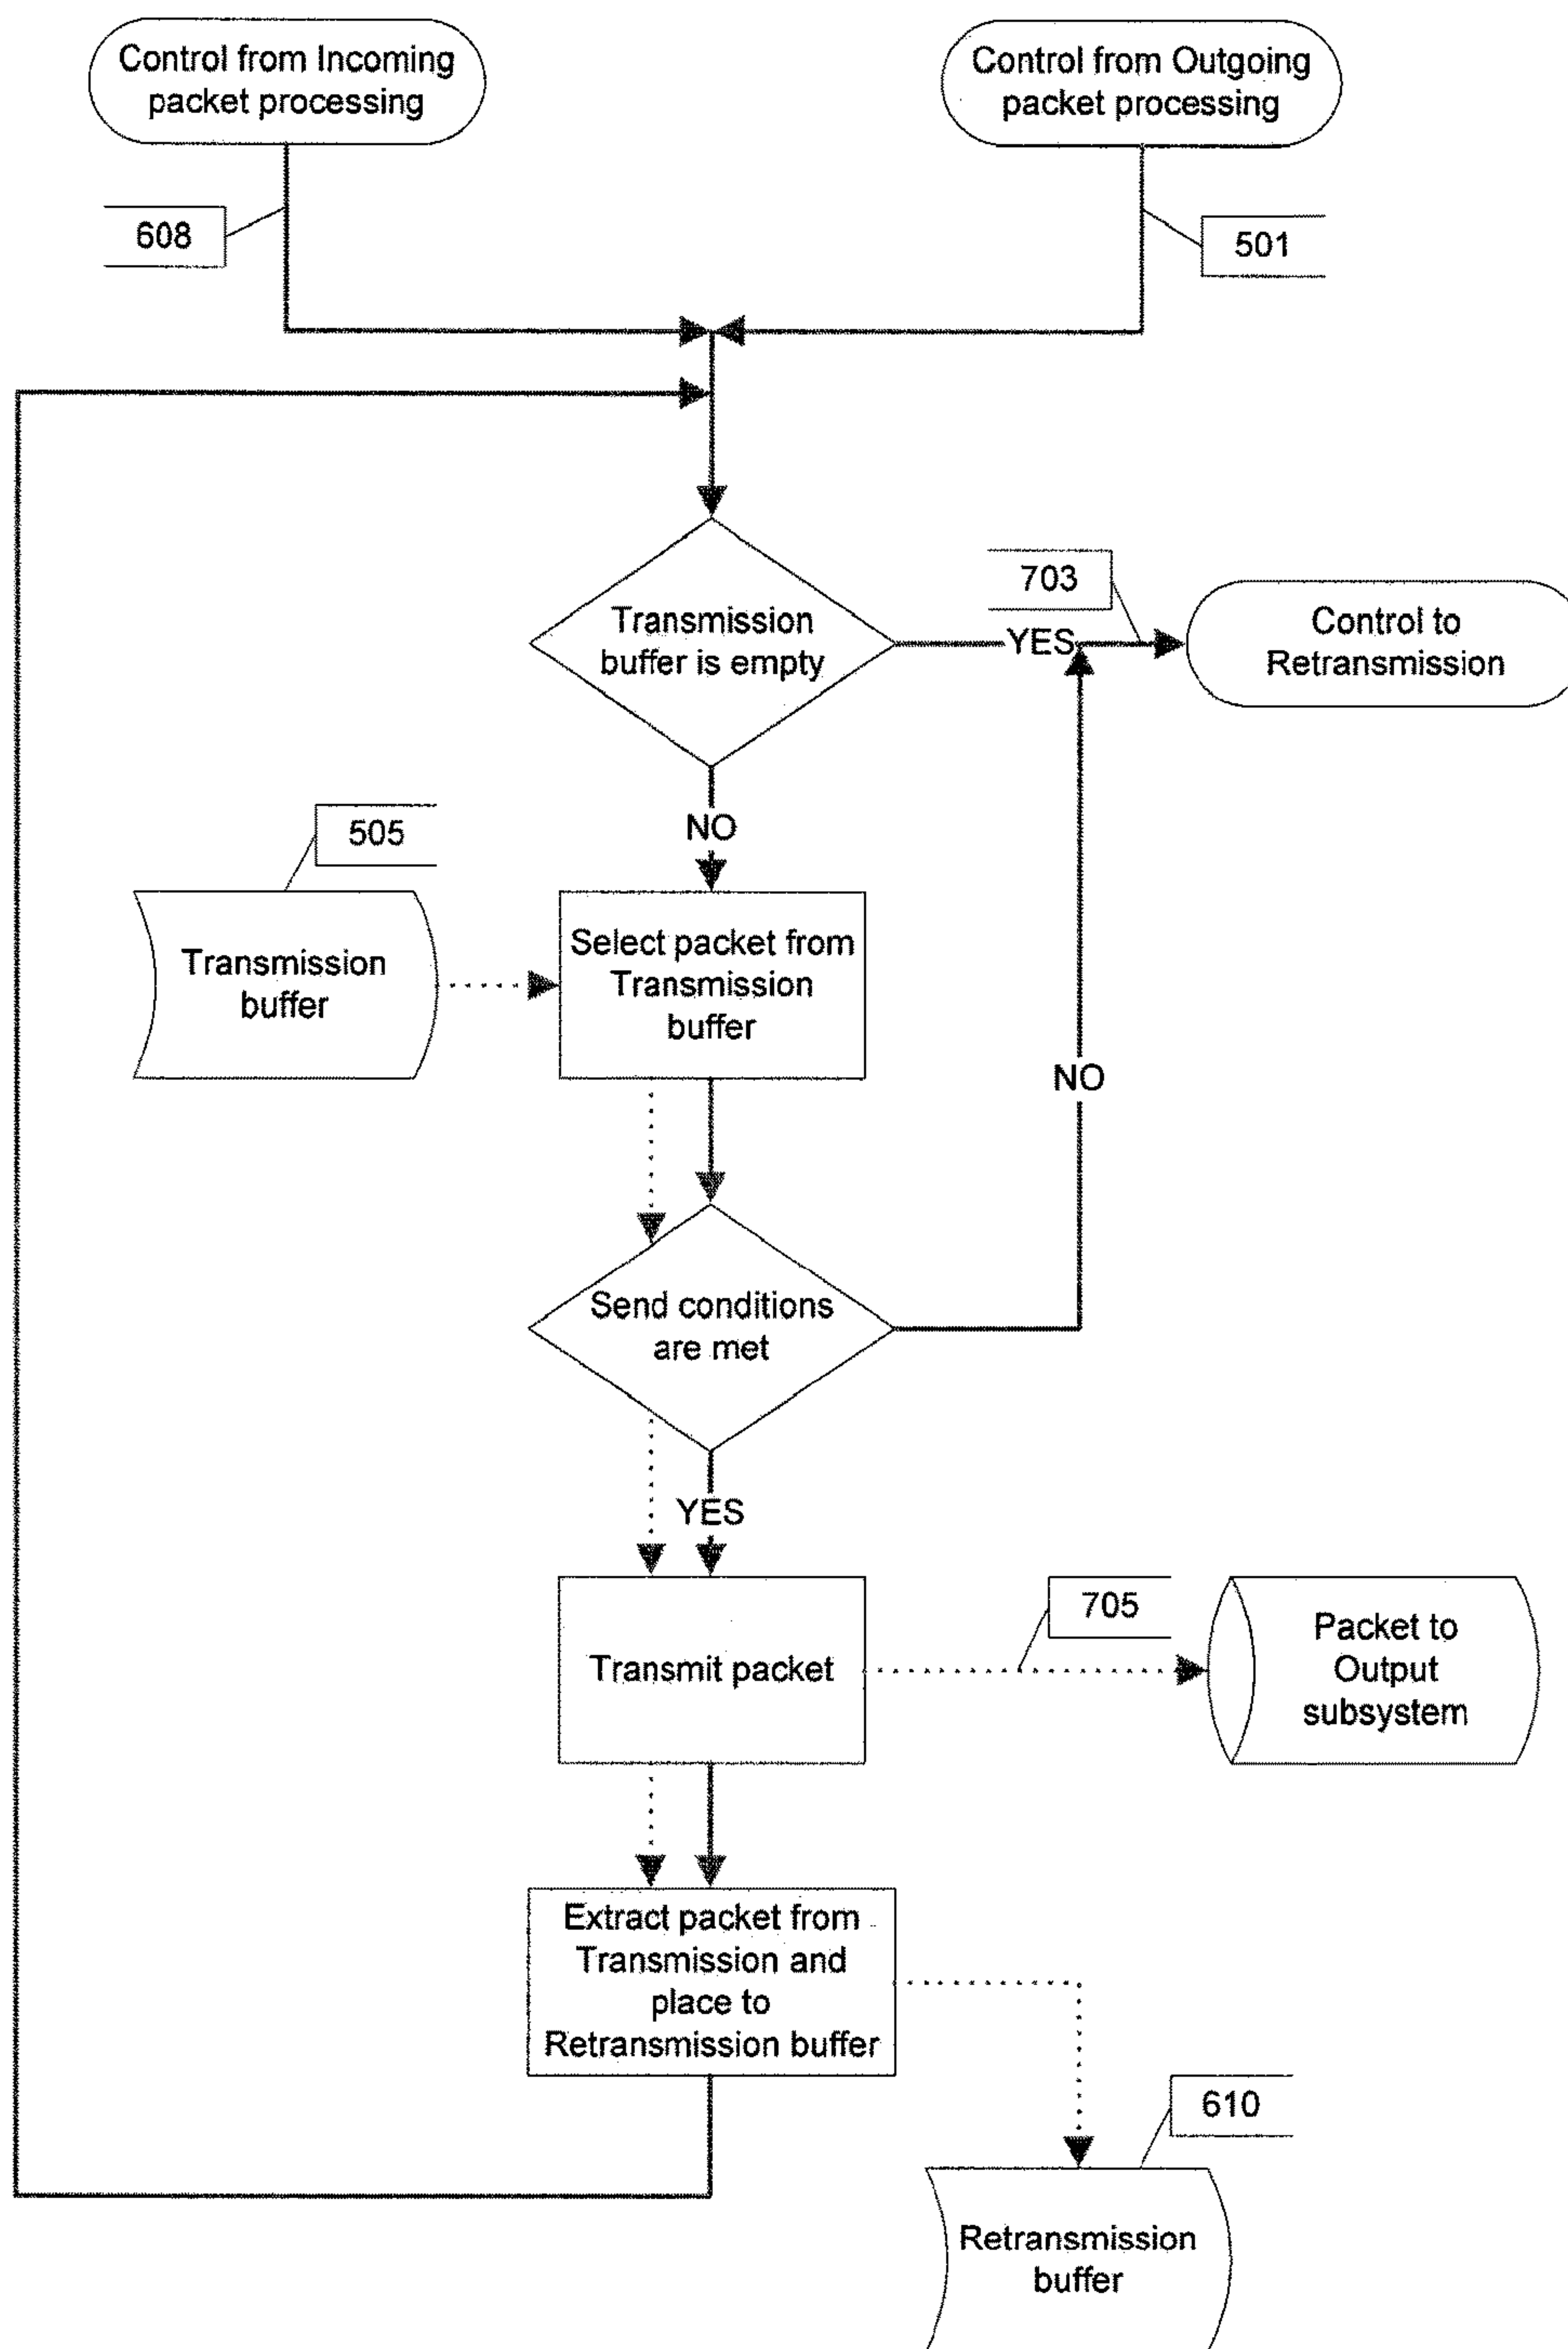 Control from Incoming
packet processing
Control from Outgoing
packet processing
608
501
703
Transmission
buffer is empty
YES
Control to
Retransmission
NO
505
Transmission
buffer
Select packet from
Transmission
buffer
NO
Send conditions
are met
YES
705
Transmit packet
Packet to
Output
subsystem
Extract packet from
Transmission and
place to
Retransmission buffer
610
Retransmission
buffer